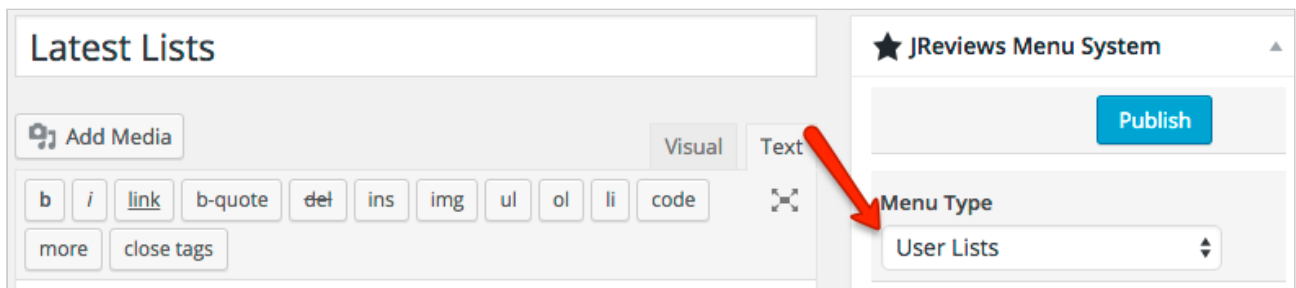 Latest Lists
JReviews Menu System
Add Media
Publish
Visual Text
b i link b-quote del ins img ul ol li code
Menu Type
more close tags
User Lists